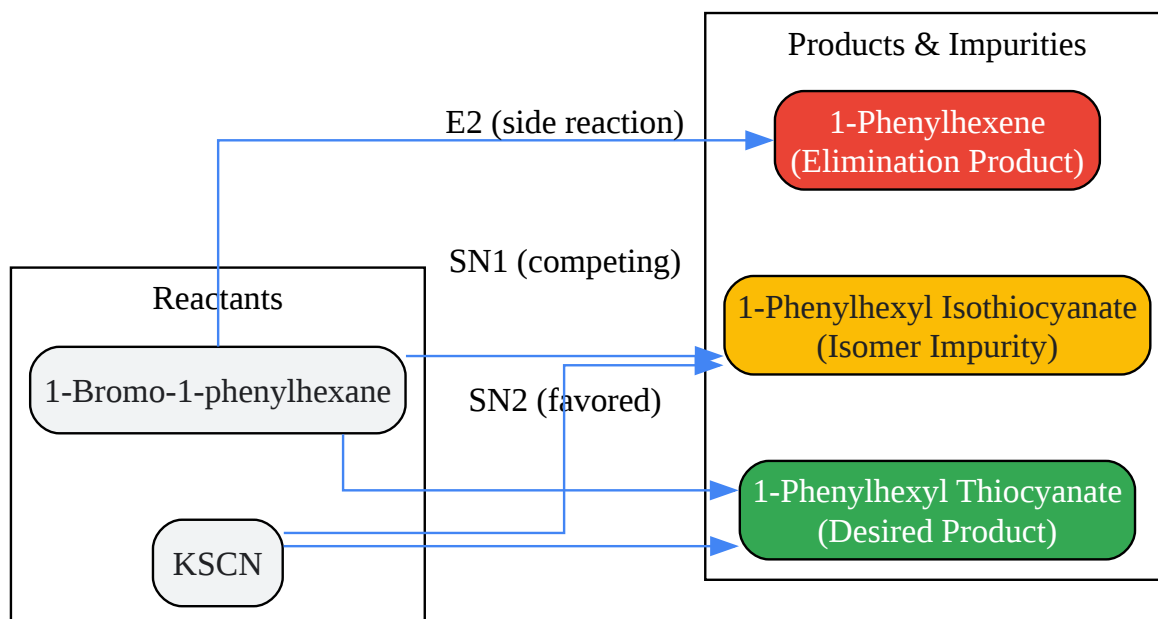 Products & Impurities
E2 (side reaction)
1-Phenylhexene
(Elimination Product)
SN1 (competing)
Reactants
1-Phenylhexyl Isothiocyanate
(Isomer Impurity)
1-Bromo-1-phenylhexane
SN2 (favored)
1-Phenylhexyl Thiocyanate
(Desired Product)
KSCN